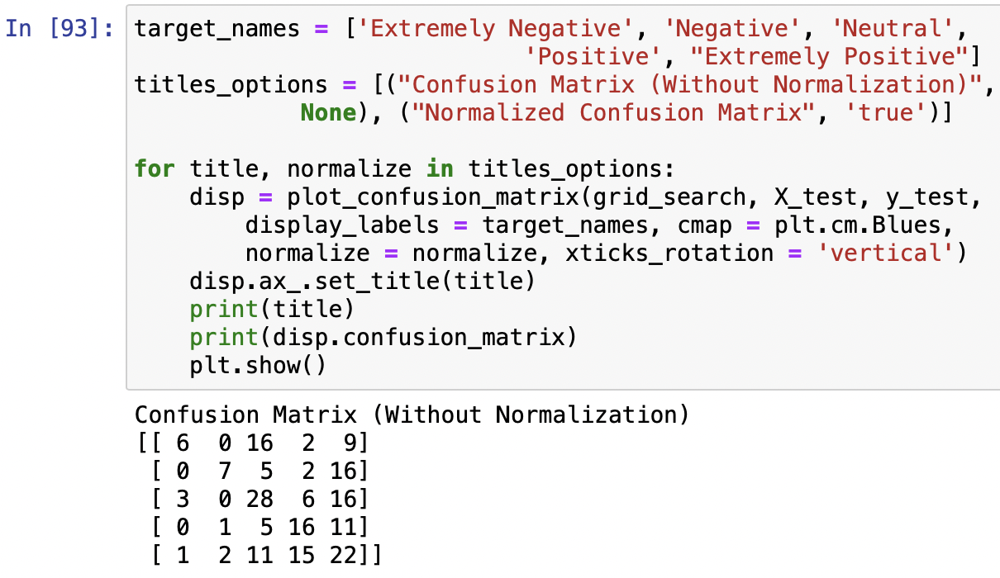 In [93]: target_names = ['Extremely Negative', 'Negative', 'Neutral',
'Positive', "Extremely Positive"]
titles_options = [("Confusion Matrix (Without Normalization)",
None), ("Normalized Confusion Matrix", 'true')]
for title, normalize in titles_options:
disp = plot_confusion_matrix(grid_search, X_test, y_test,
display_labels = target_names, cmap = plt.cm.Blues,
normalize = normalize, xticks_rotation = 'vertical')
disp.ax_.set_title(title)
print(title)
print(disp.confusion_matrix)
plt.show()
Confusion Matrix (Without Normalization)
[[ 6  0 16  2  9]
[ 0  7  5  2 16]
[ 3  0 28  6 16]
[ 0  1  5 16 11]
[ 1  2 11 15 22]]